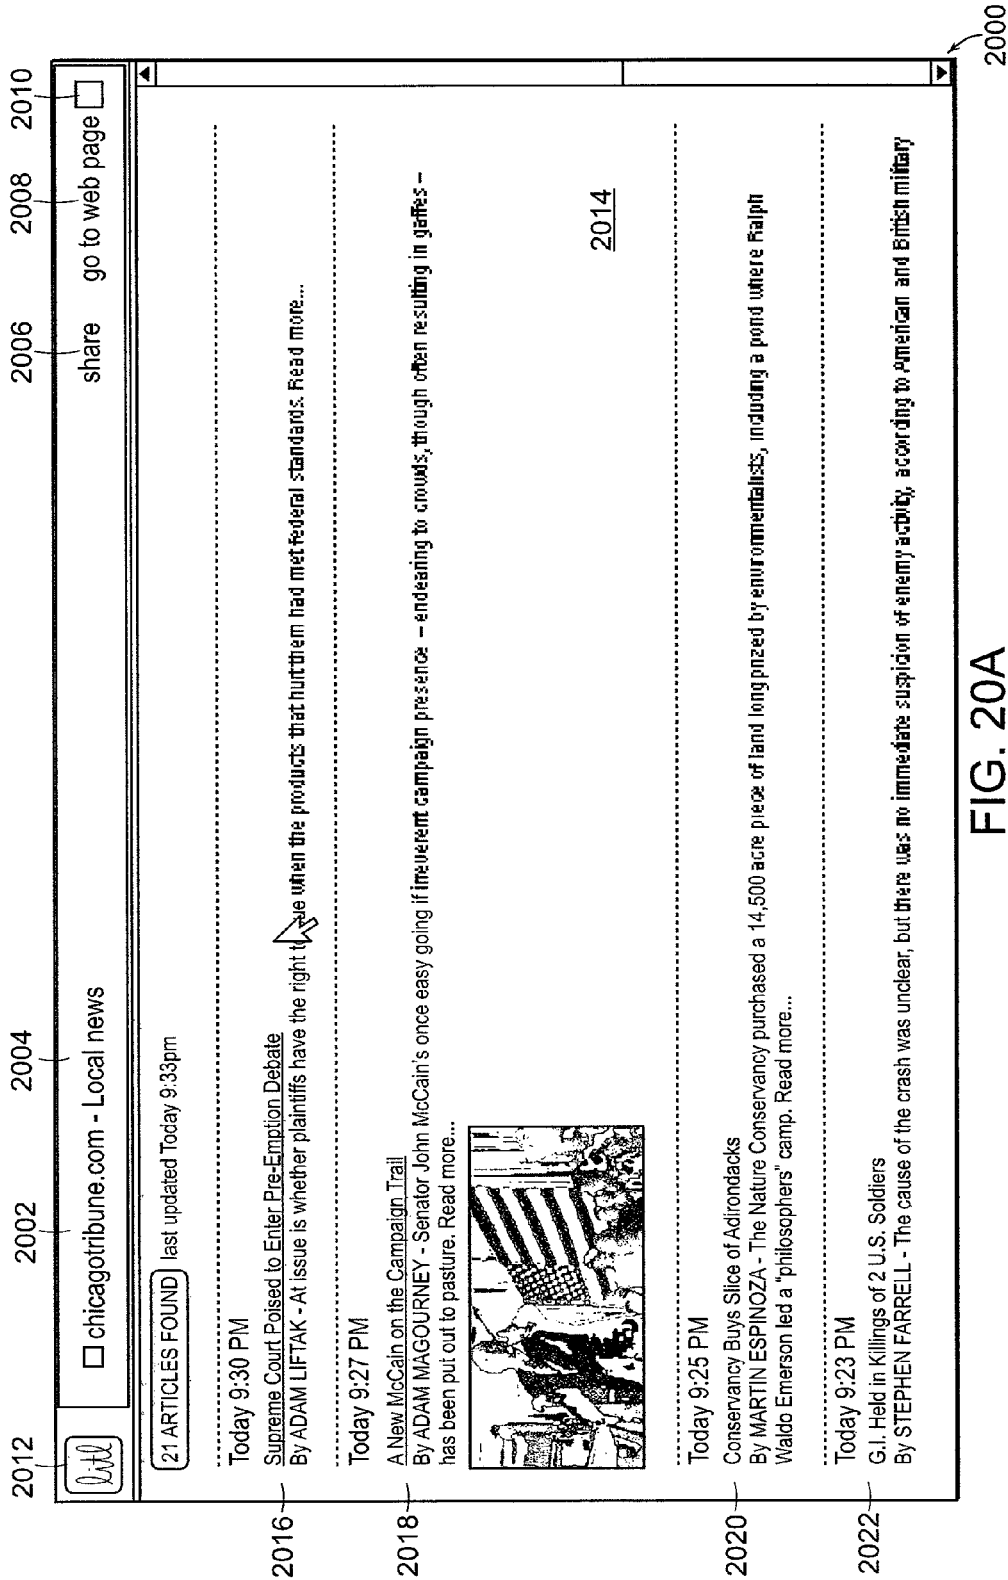 2012
2002
2004
2006
2008
2010
litl
chicagotribune.com - Local news
share
go to web page
21 ARTICLES FOUND last updated Today 9:33pm
Today 9:30 PM
2016
Supreme Court Poised to Enter Pre-Emption Debate
By ADAM LIFTAK - At issue is whether plaintiffs have the right to sue when the products that hurt them had met federal standards. Read more...
Today 9:27 PM
2018
A New McCain on the Campaign Trail
By ADAM MAGOURNEY - Senator John McCain's once easy going if irreverent campaign presence – endearing to crowds, though often resulting in gaffes –
has been put out to pasture. Read more...
2014
Today 9:25 PM
2020
Conservancy Buys Slice of Adirondacks
By MARTIN ESPINOZA - The Nature Conservancy purchased a 14,500 acre piece of land long prized by environmentalists, including a pond where Ralph
Waldo Emerson led a "philosophers" camp. Read more...
Today 9:23 PM
2022
G.I. Held in Killings of 2 U.S. Soldiers
By STEPHEN FARRELL - The cause of the crash was unclear, but there was no immediate suspicion of enemy activity, according to American and British military
2000
FIG. 20A